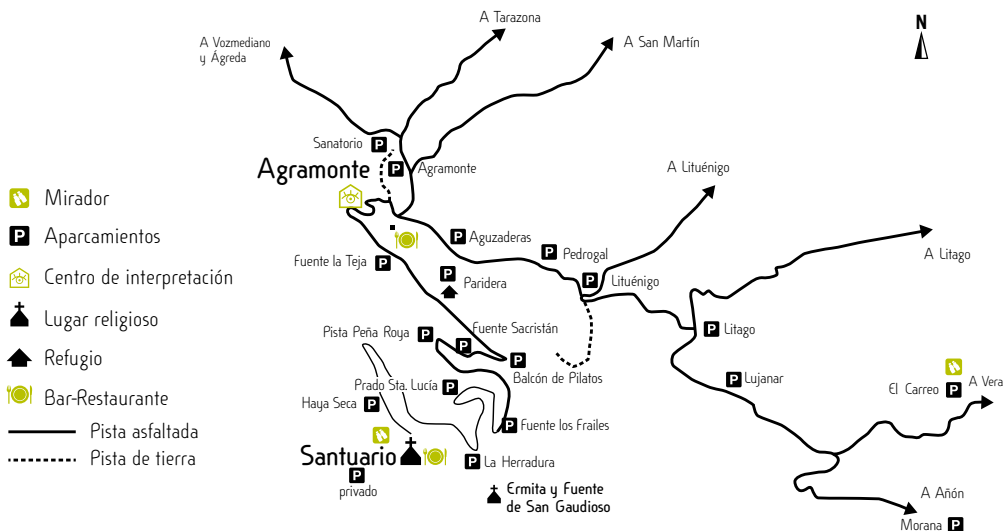 A Vozmediano
y Ágreda
A Tarazona
A San Martín
N
Sanatorio
P
Agramonte
P
Agramonte
A Lituénigo
Mirador
P
Aparcamientos
Centro de interpretación
Lugar religioso
Refugio
Bar-Restaurante
Pista asfaltada
Pista de tierra
P
Aguzaderas
P
Pedrogal
A Litago
Fuente la Teja
P
P
Paridera
P
Lituénigo
Pista Peña Roya
P
Fuente Sacristán
P
P
Balcón de Pilatos
P
Litago
Prado Sta. Lucía
P
Haya Seca
P
P
Lujanar
El Carreo
P
A Vera
P
Fuente los Frailes
Santuario
P
privado
P
La Herradura
Ermita y Fuente
de San Gaudioso
A Añón
Morana
P